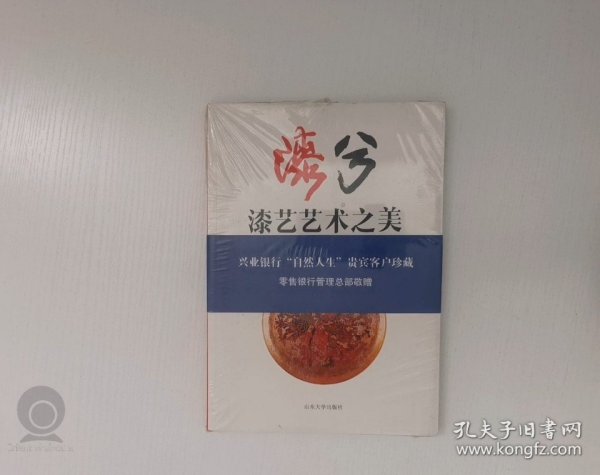 漆兮
漆艺艺术之美
兴业银行“自然人生”贵宾客户珍藏
零售银行管理总部敬赠
山东大学出版社
孔夫子旧书网
www.kongfz.com